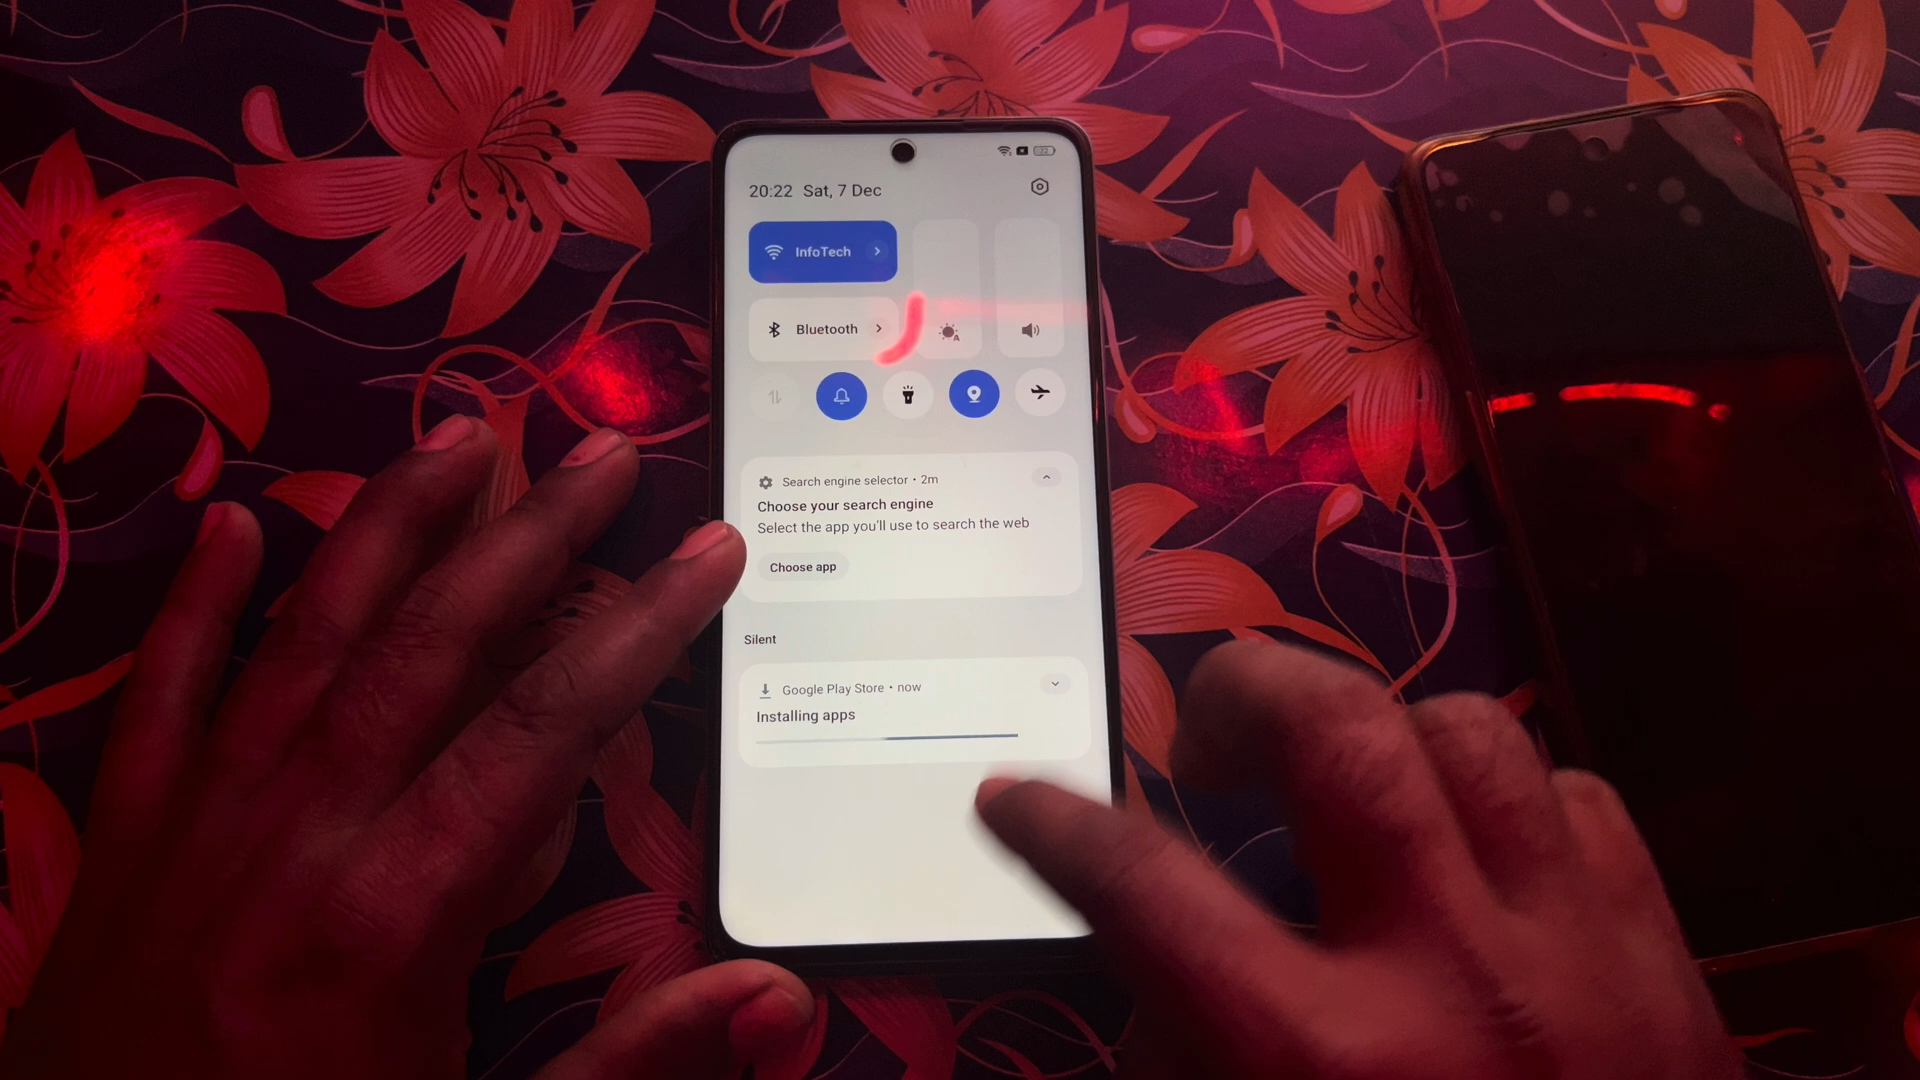 20:22 Sat, 7 Dec
InfoTech
Bluetooth
Search engine selector • 2m
Choose your search engine
Select the app you'll use to search the web
Choose app
Silent
Google Play Store • now
Installing apps